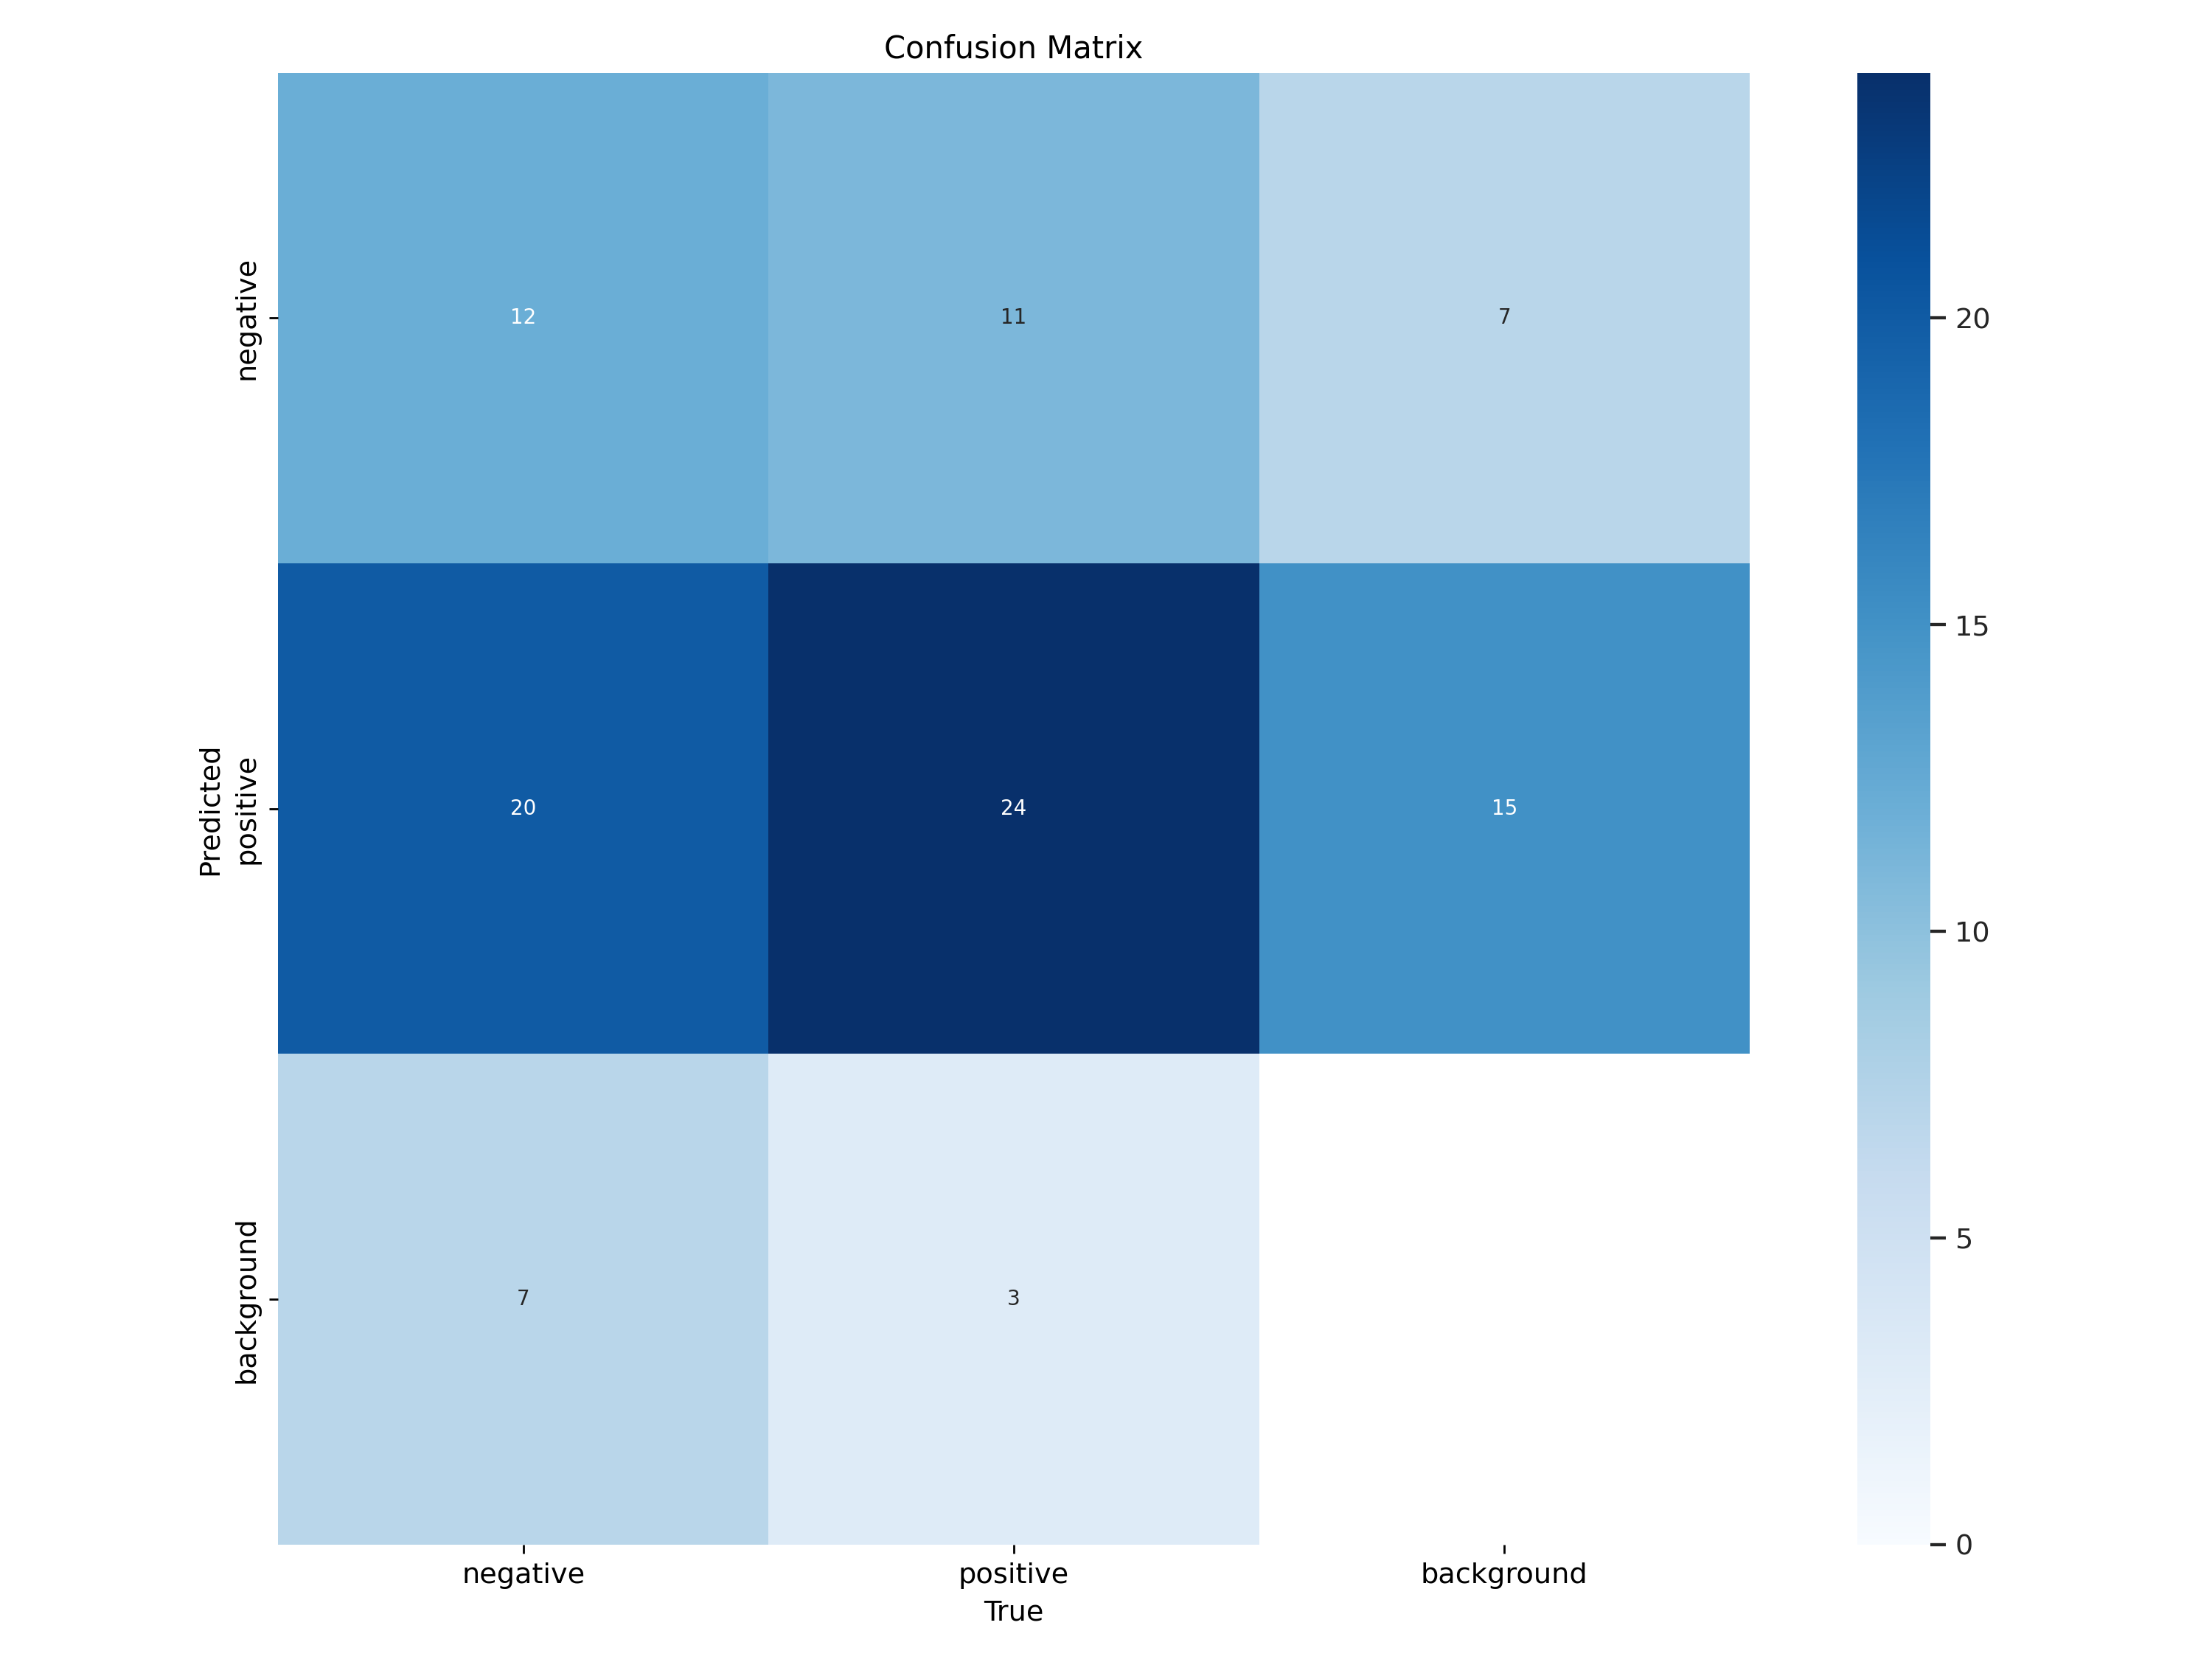 Confusion Matrix
negative
12 11 7
20
Predicted
positive
20 24 15
15
10
background
7 3
5
0
negative positive background
True